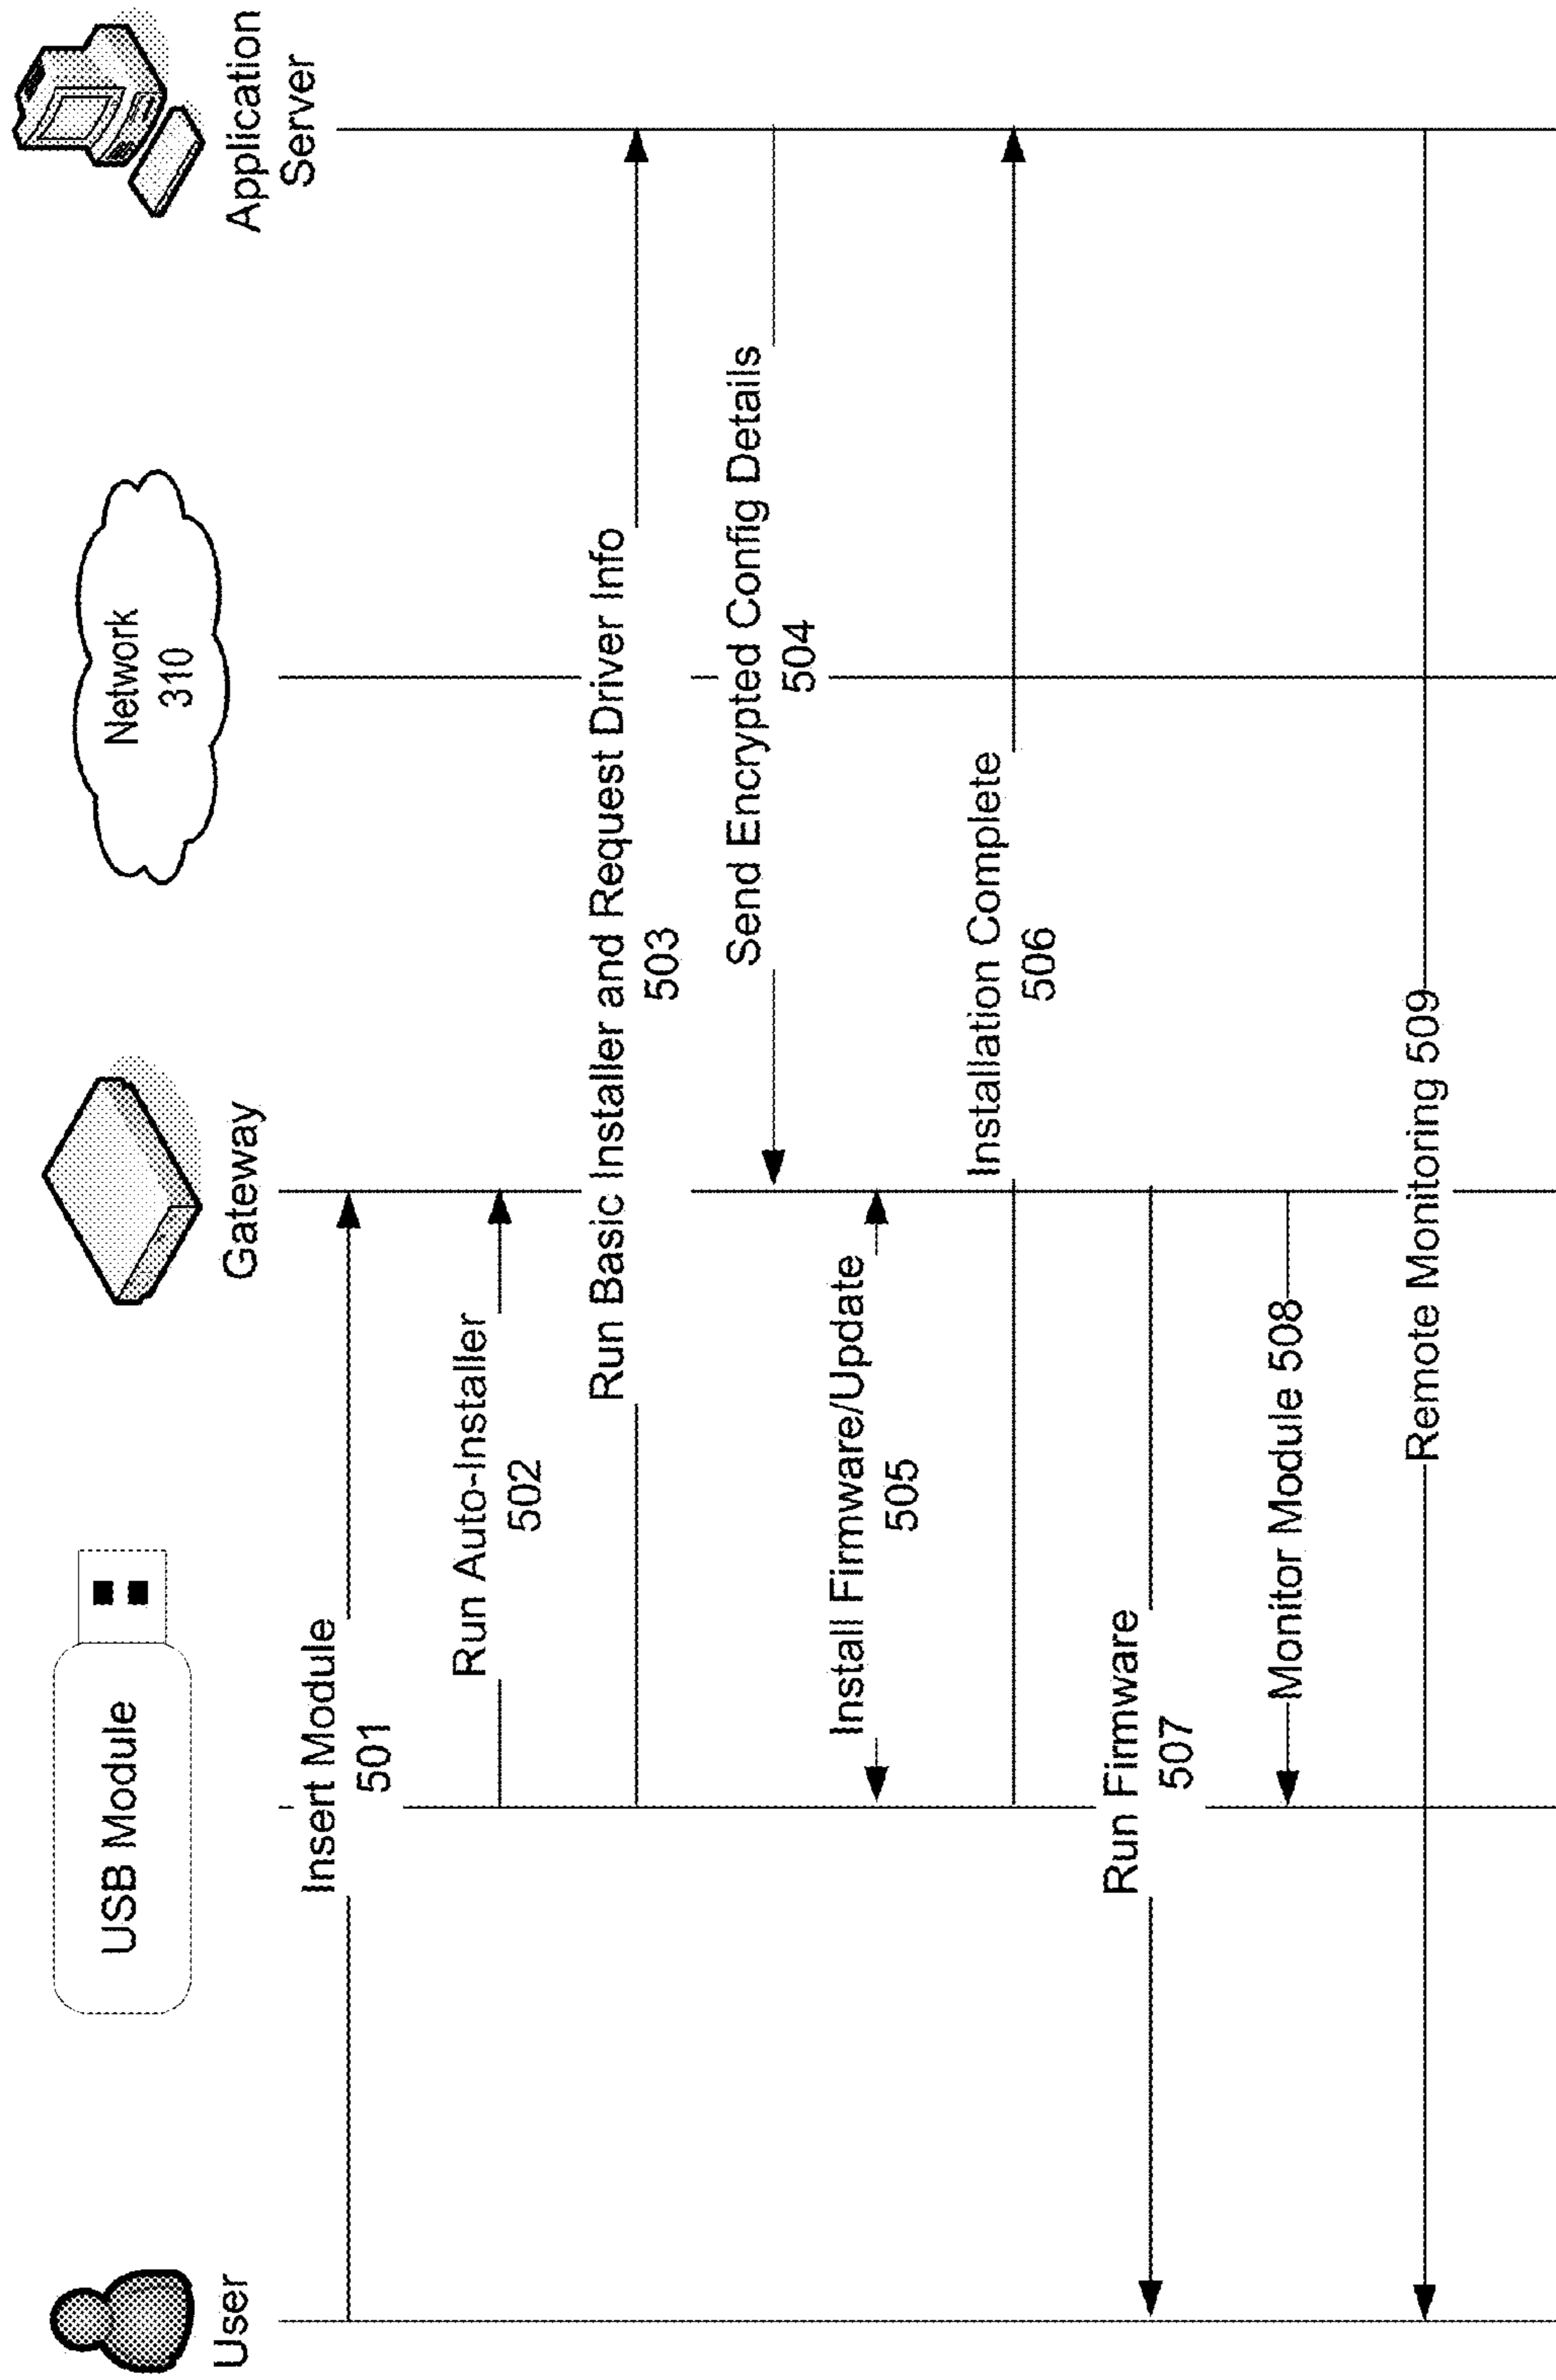 User
USB Module
Gateway
Network
310
Application
Server
Insert Module
501
Run Auto-Installer
502
Run Basic Installer and Request Driver Info
503
Send Encrypted Config Details
504
Install Firmware/Update
505
Installation Complete
506
Run Firmware
507
Monitor Module 508
Remote Monitoring 509